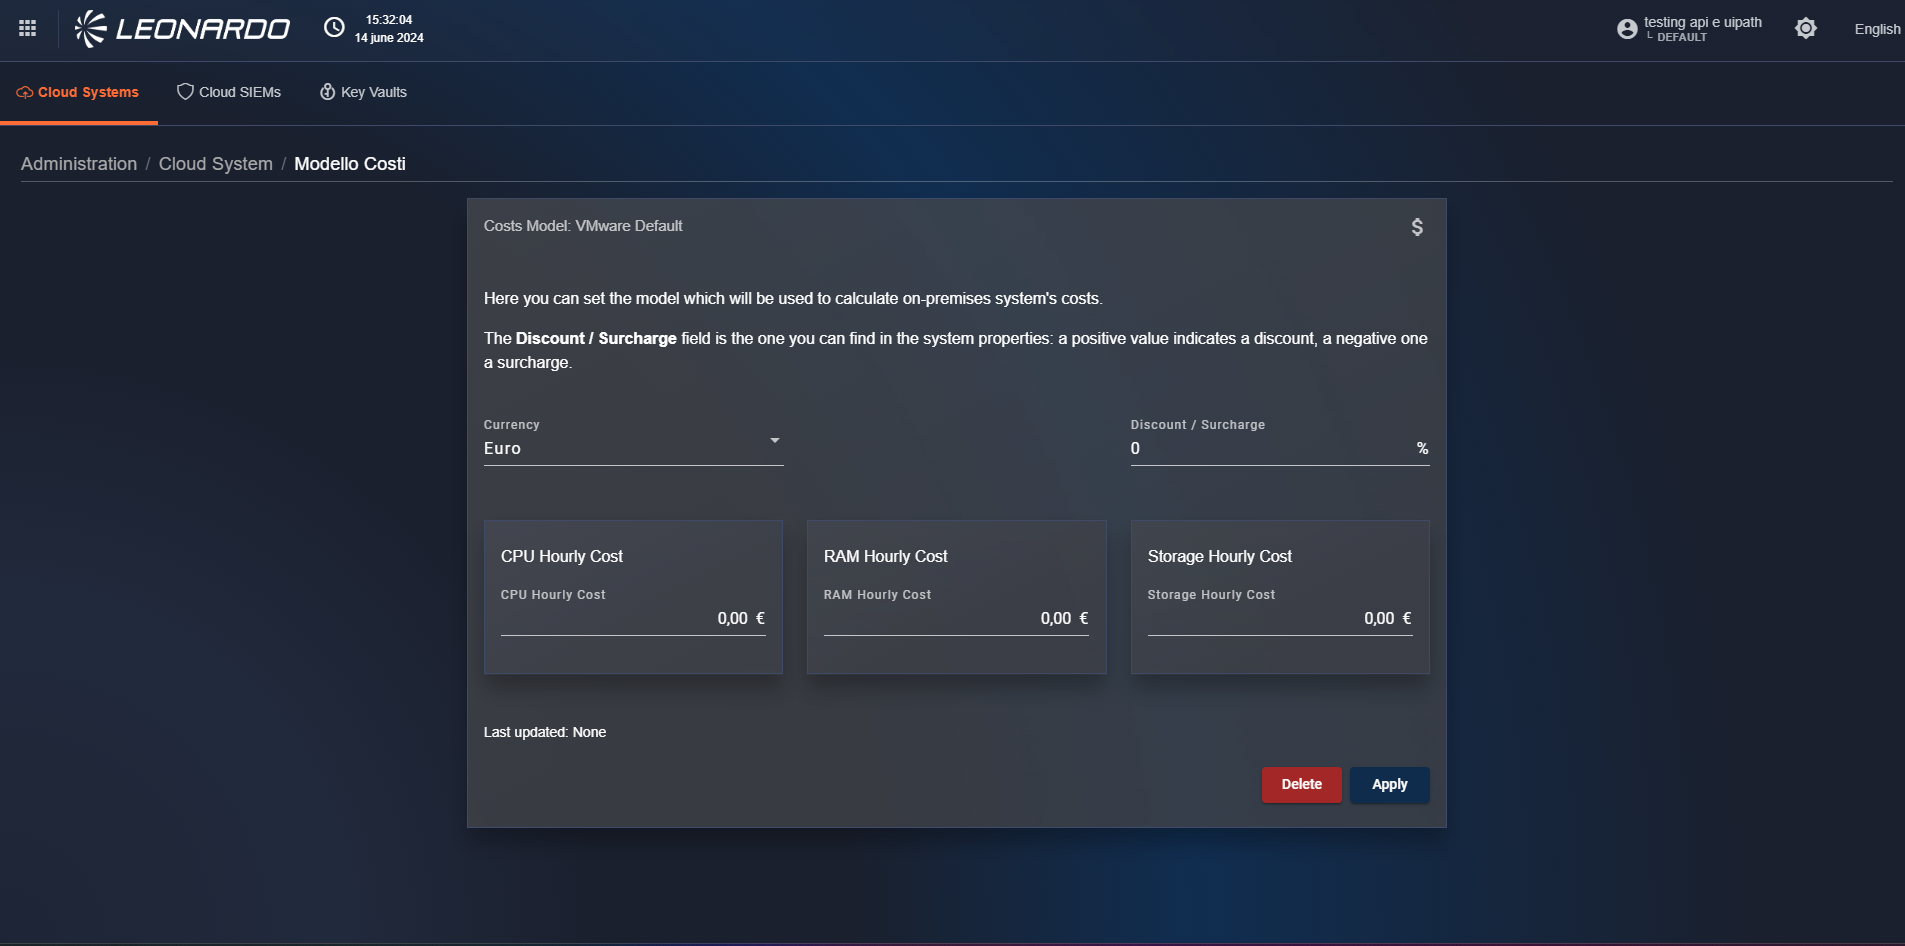 LEONARDO
15:32:04
14 june 2024
testing api e uipath
└ DEFAULT
English
Cloud Systems
Cloud SIEMs
Key Vaults
Administration / Cloud System / Modello Costi
Costs Model: VMware Default
$
Here you can set the model which will be used to calculate on-premises system's costs.
The Discount / Surcharge field is the one you can find in the system properties: a positive value indicates a discount, a negative one
a surcharge.
Currency
Euro
Discount / Surcharge
0 %
CPU Hourly Cost
CPU Hourly Cost
0,00 €
RAM Hourly Cost
RAM Hourly Cost
0,00 €
Storage Hourly Cost
Storage Hourly Cost
0,00 €
Last updated: None
Delete
Apply